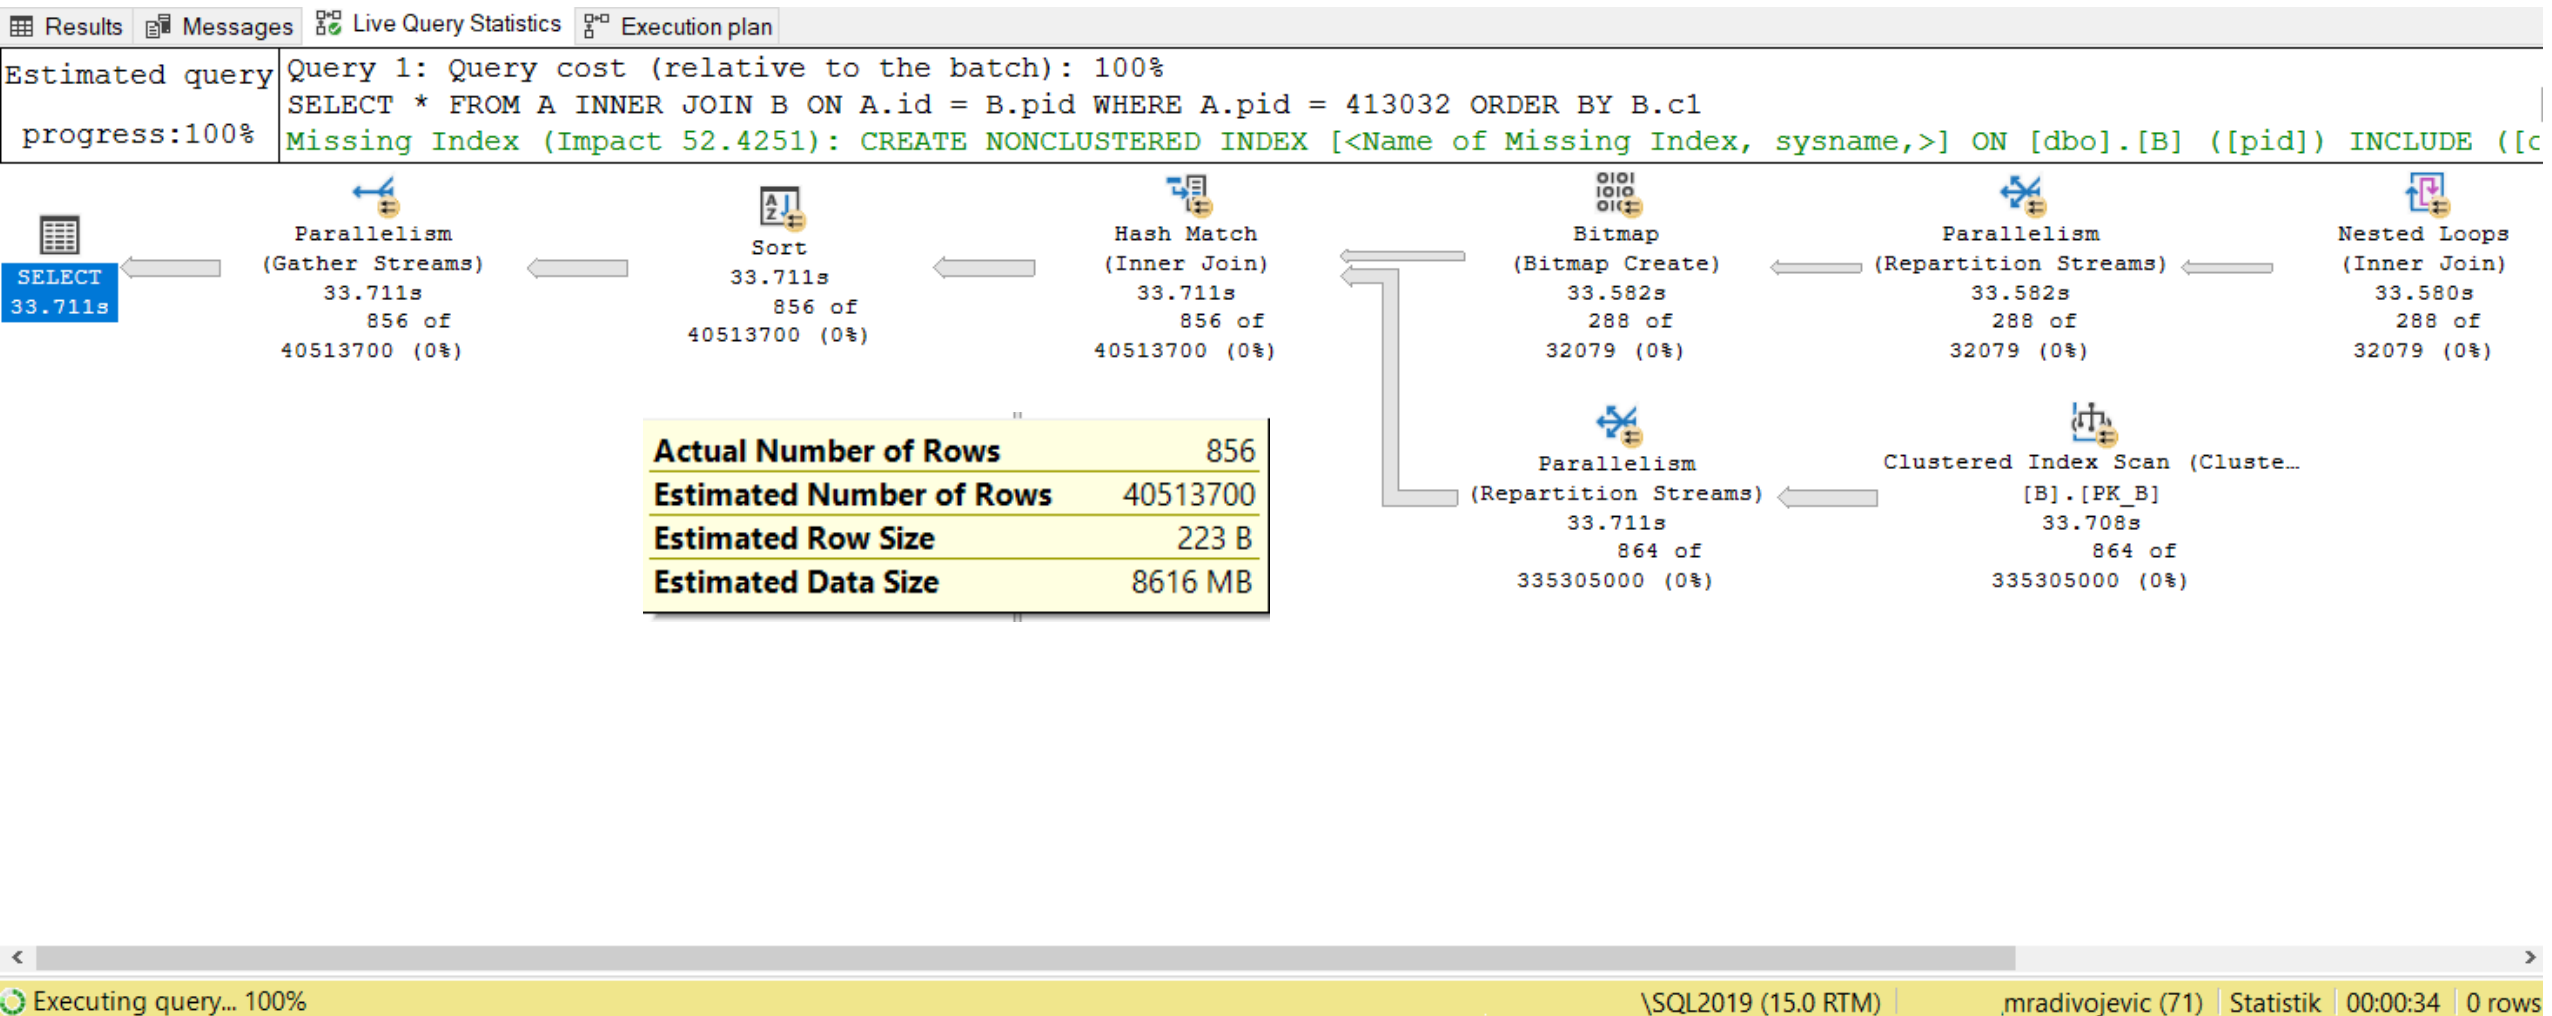 Results Messages Live Query Statistics Execution plan
Estimated query
progress:100%
Query 1: Query cost (relative to the batch): 100%
SELECT * FROM A INNER JOIN B ON A.id = B.pid WHERE A.pid = 413032 ORDER BY B.c1
Missing Index (Impact 52.4251): CREATE NONCLUSTERED INDEX [<Name of Missing Index, sysname,>] ON [dbo].[B] ([pid]) INCLUDE ([c
SELECT
33.711s
Parallelism
(Gather Streams)
33.711s
856 of
40513700 (0%)
Sort
33.711s
856 of
40513700 (0%)
Hash Match
(Inner Join)
33.711s
856 of
40513700 (0%)
Bitmap
(Bitmap Create)
33.582s
288 of
32079 (0%)
Parallelism
(Repartition Streams)
33.582s
288 of
32079 (0%)
Nested Loops
(Inner Join)
33.580s
288 of
32079 (0%)
Parallelism
(Repartition Streams)
33.711s
864 of
335305000 (0%)
Clustered Index Scan (Cluste…
[B].[PK_B]
33.708s
864 of
335305000 (0%)
Actual Number of Rows 856
Estimated Number of Rows 40513700
Estimated Row Size 223 B
Estimated Data Size 8616 MB
Executing query... 100% \SQL2019 (15.0 RTM) mradivojevic (71) Statistik 00:00:34 0 rows